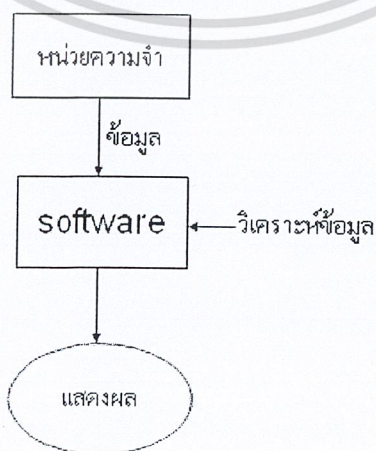 หน่วยความจำ
ข้อมูล
software
วิเคราะห์ข้อมูล
แสดงผล